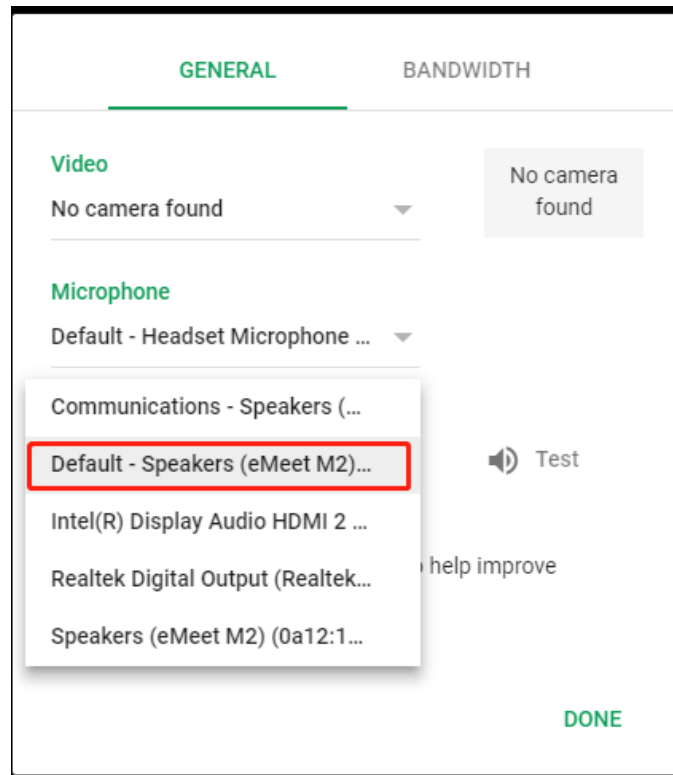 GENERAL BANDWIDTH
Video
No camera found
No camera
found
Microphone
Default - Headset Microphone ...
Communications - Speakers (...
Default - Speakers (eMeet M2)...
Test
Intel(R) Display Audio HDMI 2 ...
Realtek Digital Output (Realtek...
help improve
Speakers (eMeet M2) (0a12:1...
DONE